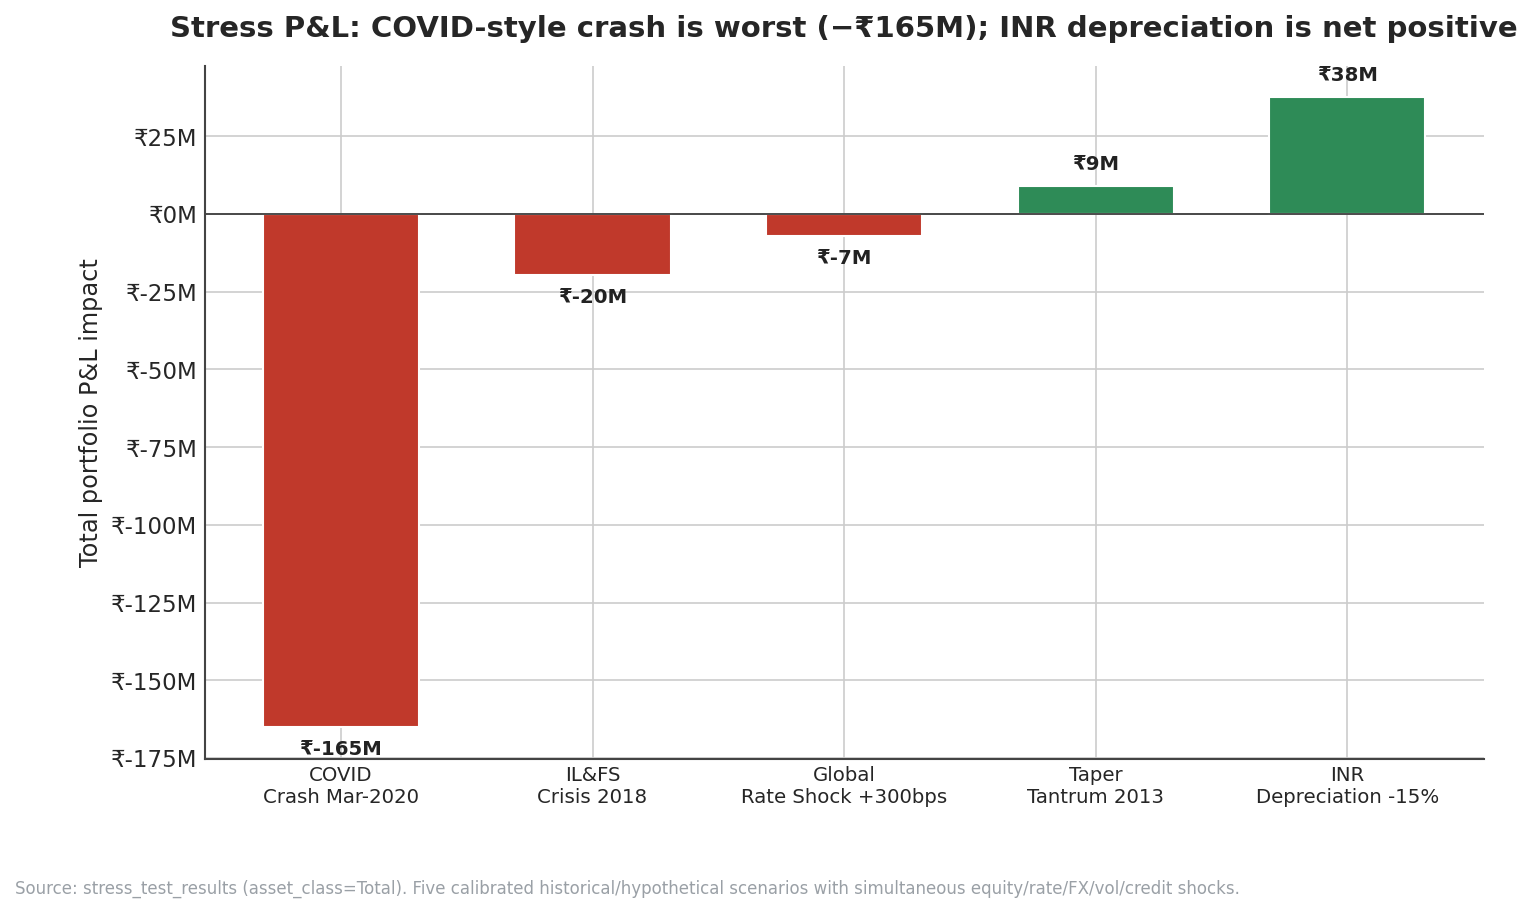 Stress P&L: COVID-style crash is worst (−₹165M); INR depreciation is net positive
₹38M
₹25M
₹9M
₹0M
₹-7M
₹-25M
₹-20M
₹-50M
₹-75M
Total portfolio P&L impact
₹-100M
₹-125M
₹-150M
₹-165M
₹-175M
COVID
Crash Mar-2020
IL&FS
Crisis 2018
Global
Rate Shock +300bps
Taper
Tantrum 2013
INR
Depreciation -15%
Source: stress_test_results (asset_class=Total). Five calibrated historical/hypothetical scenarios with simultaneous equity/rate/FX/vol/credit shocks.